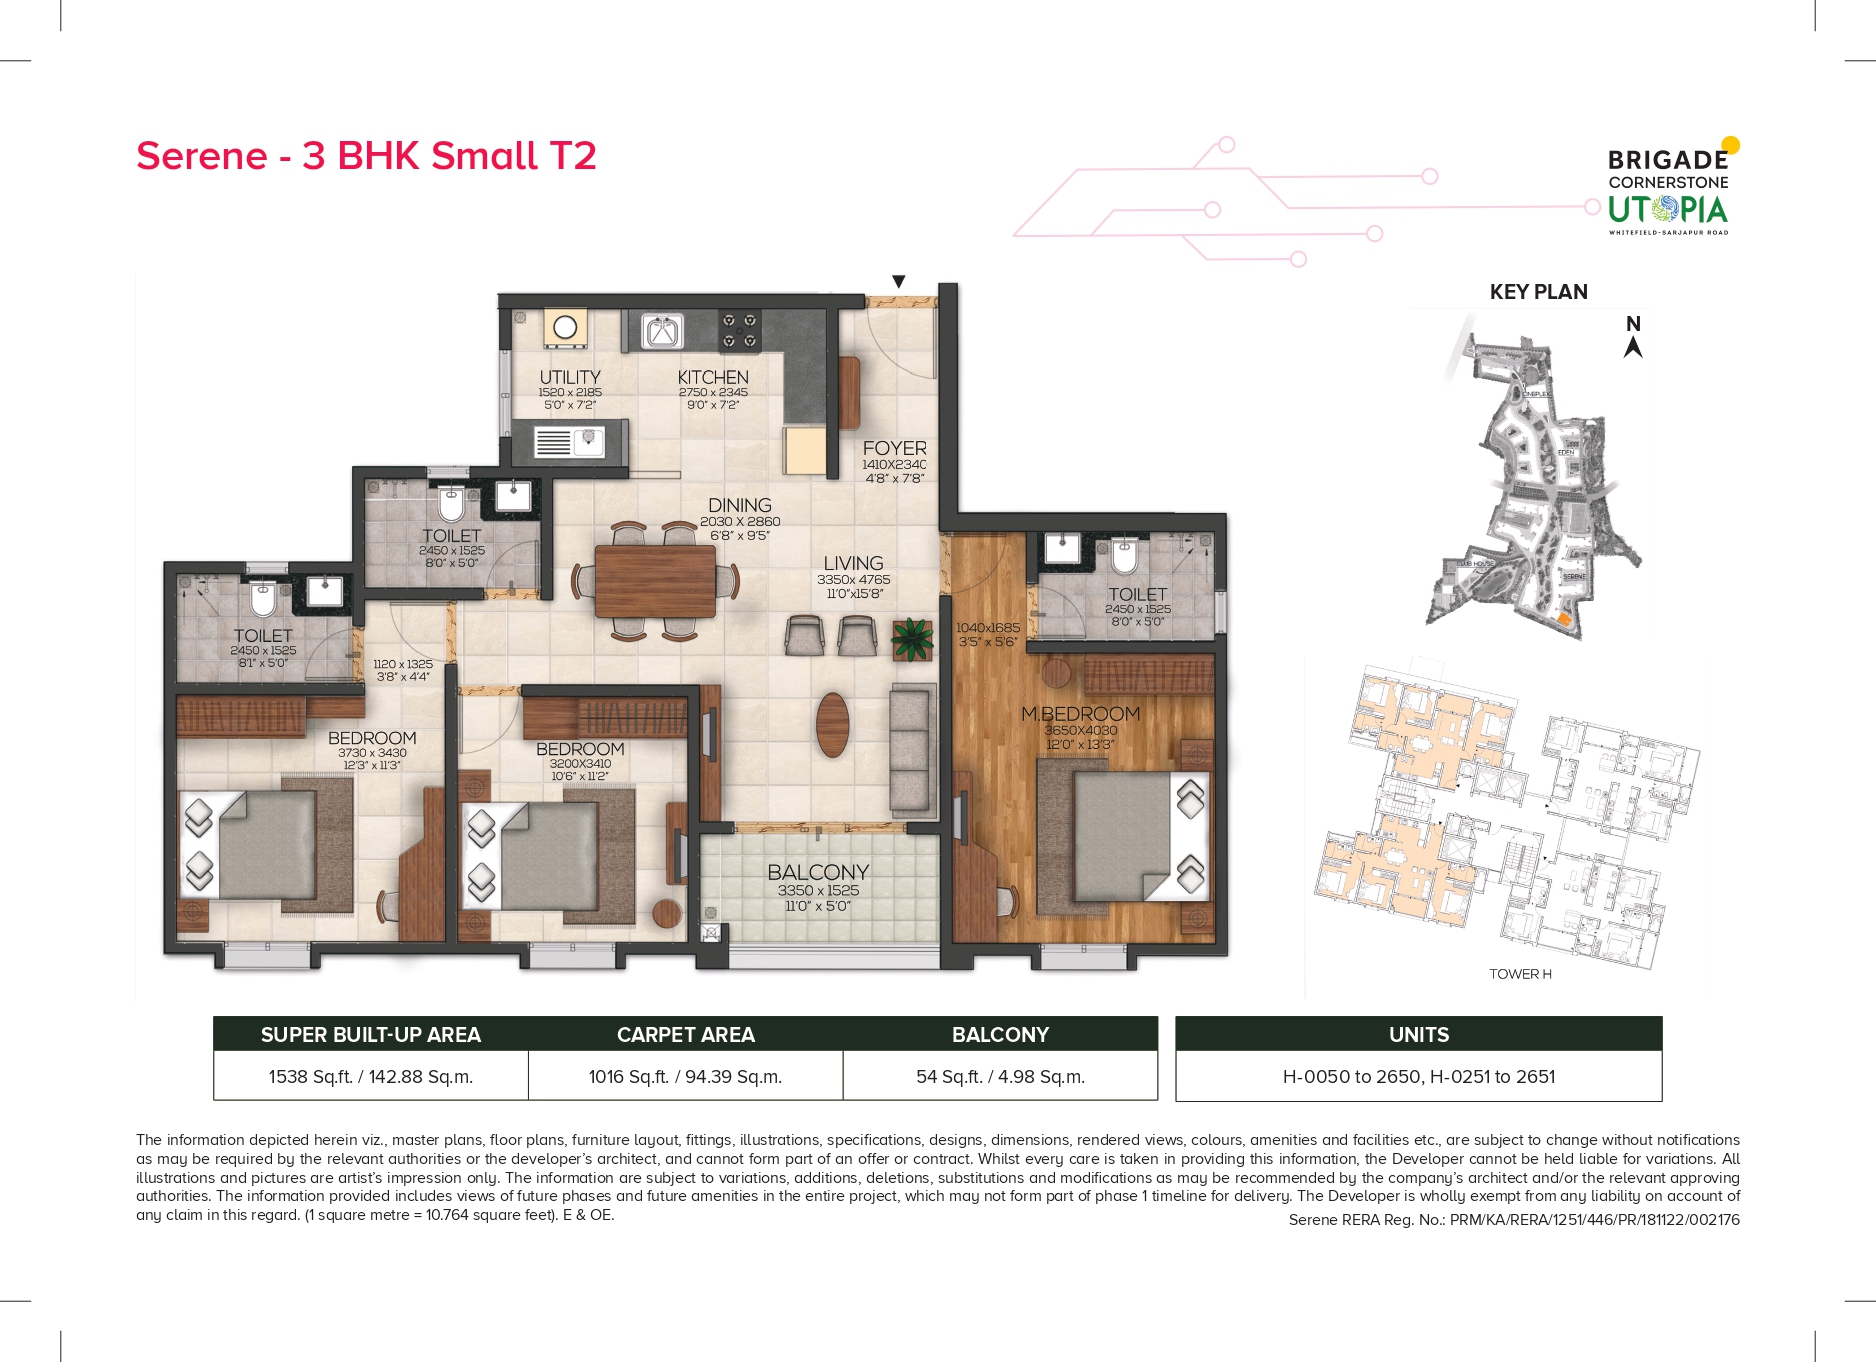 Serene - 3 BHK Small T2
BRIGADE
CORNERSTONE
UTOPIA
WHITEFIELD-SARJAPUR ROAD
KEY PLAN
N
CINEPLEX
EDEN
CLUB HOUSE
SERENE
UTILITY
1520 x 2185
5'0" x 7'2"
KITCHEN
2750 x 2345
9'0" x 7'2"
FOYER
1410X2340
4'8" x 7'8"
DINING
2030 X 2860
6'8" x 9'5"
TOILET
2450 x 1525
8'0" x 5'0"
LIVING
3350x 4765
11'0"x15'8"
TOILET
2450 x 1525
8'0" x 5'0"
TOILET
2450 x 1525
8'1" x 5'0"
1040x1685
3'5" x 5'6"
1120 x 1325
3'8" x 4'4"
M.BEDROOM
3650X4030
12'0" x 13'3"
BEDROOM
3730 x 3430
12'3" x 11'3"
BEDROOM
3200X3410
10'6" x 11'2"
BALCONY
3350 x 1525
11'0" x 5'0"
TOWER H
SUPER BUILT-UP AREA CARPET AREA BALCONY UNITS
1538 Sq.ft. / 142.88 Sq.m. 1016 Sq.ft. / 94.39 Sq.m. 54 Sq.ft. / 4.98 Sq.m. H-0050 to 2650, H-0251 to 2651
The information depicted herein viz., master plans, floor plans, furniture layout, fittings, illustrations, specifications, designs, dimensions, rendered views, colours, amenities and facilities etc., are subject to change without notifications
as may be required by the relevant authorities or the developer's architect, and cannot form part of an offer or contract. Whilst every care is taken in providing this information, the Developer cannot be held liable for variations. All
illustrations and pictures are artist's impression only. The information are subject to variations, additions, deletions, substitutions and modifications as may be recommended by the company's architect and/or the relevant approving
authorities. The information provided includes views of future phases and future amenities in the entire project, which may not form part of phase 1 timeline for delivery. The Developer is wholly exempt from any liability on account of
any claim in this regard. (1 square metre = 10.764 square feet). E & OE.
Serene RERA Reg. No.: PRM/KA/RERA/1251/446/PR/181122/002176